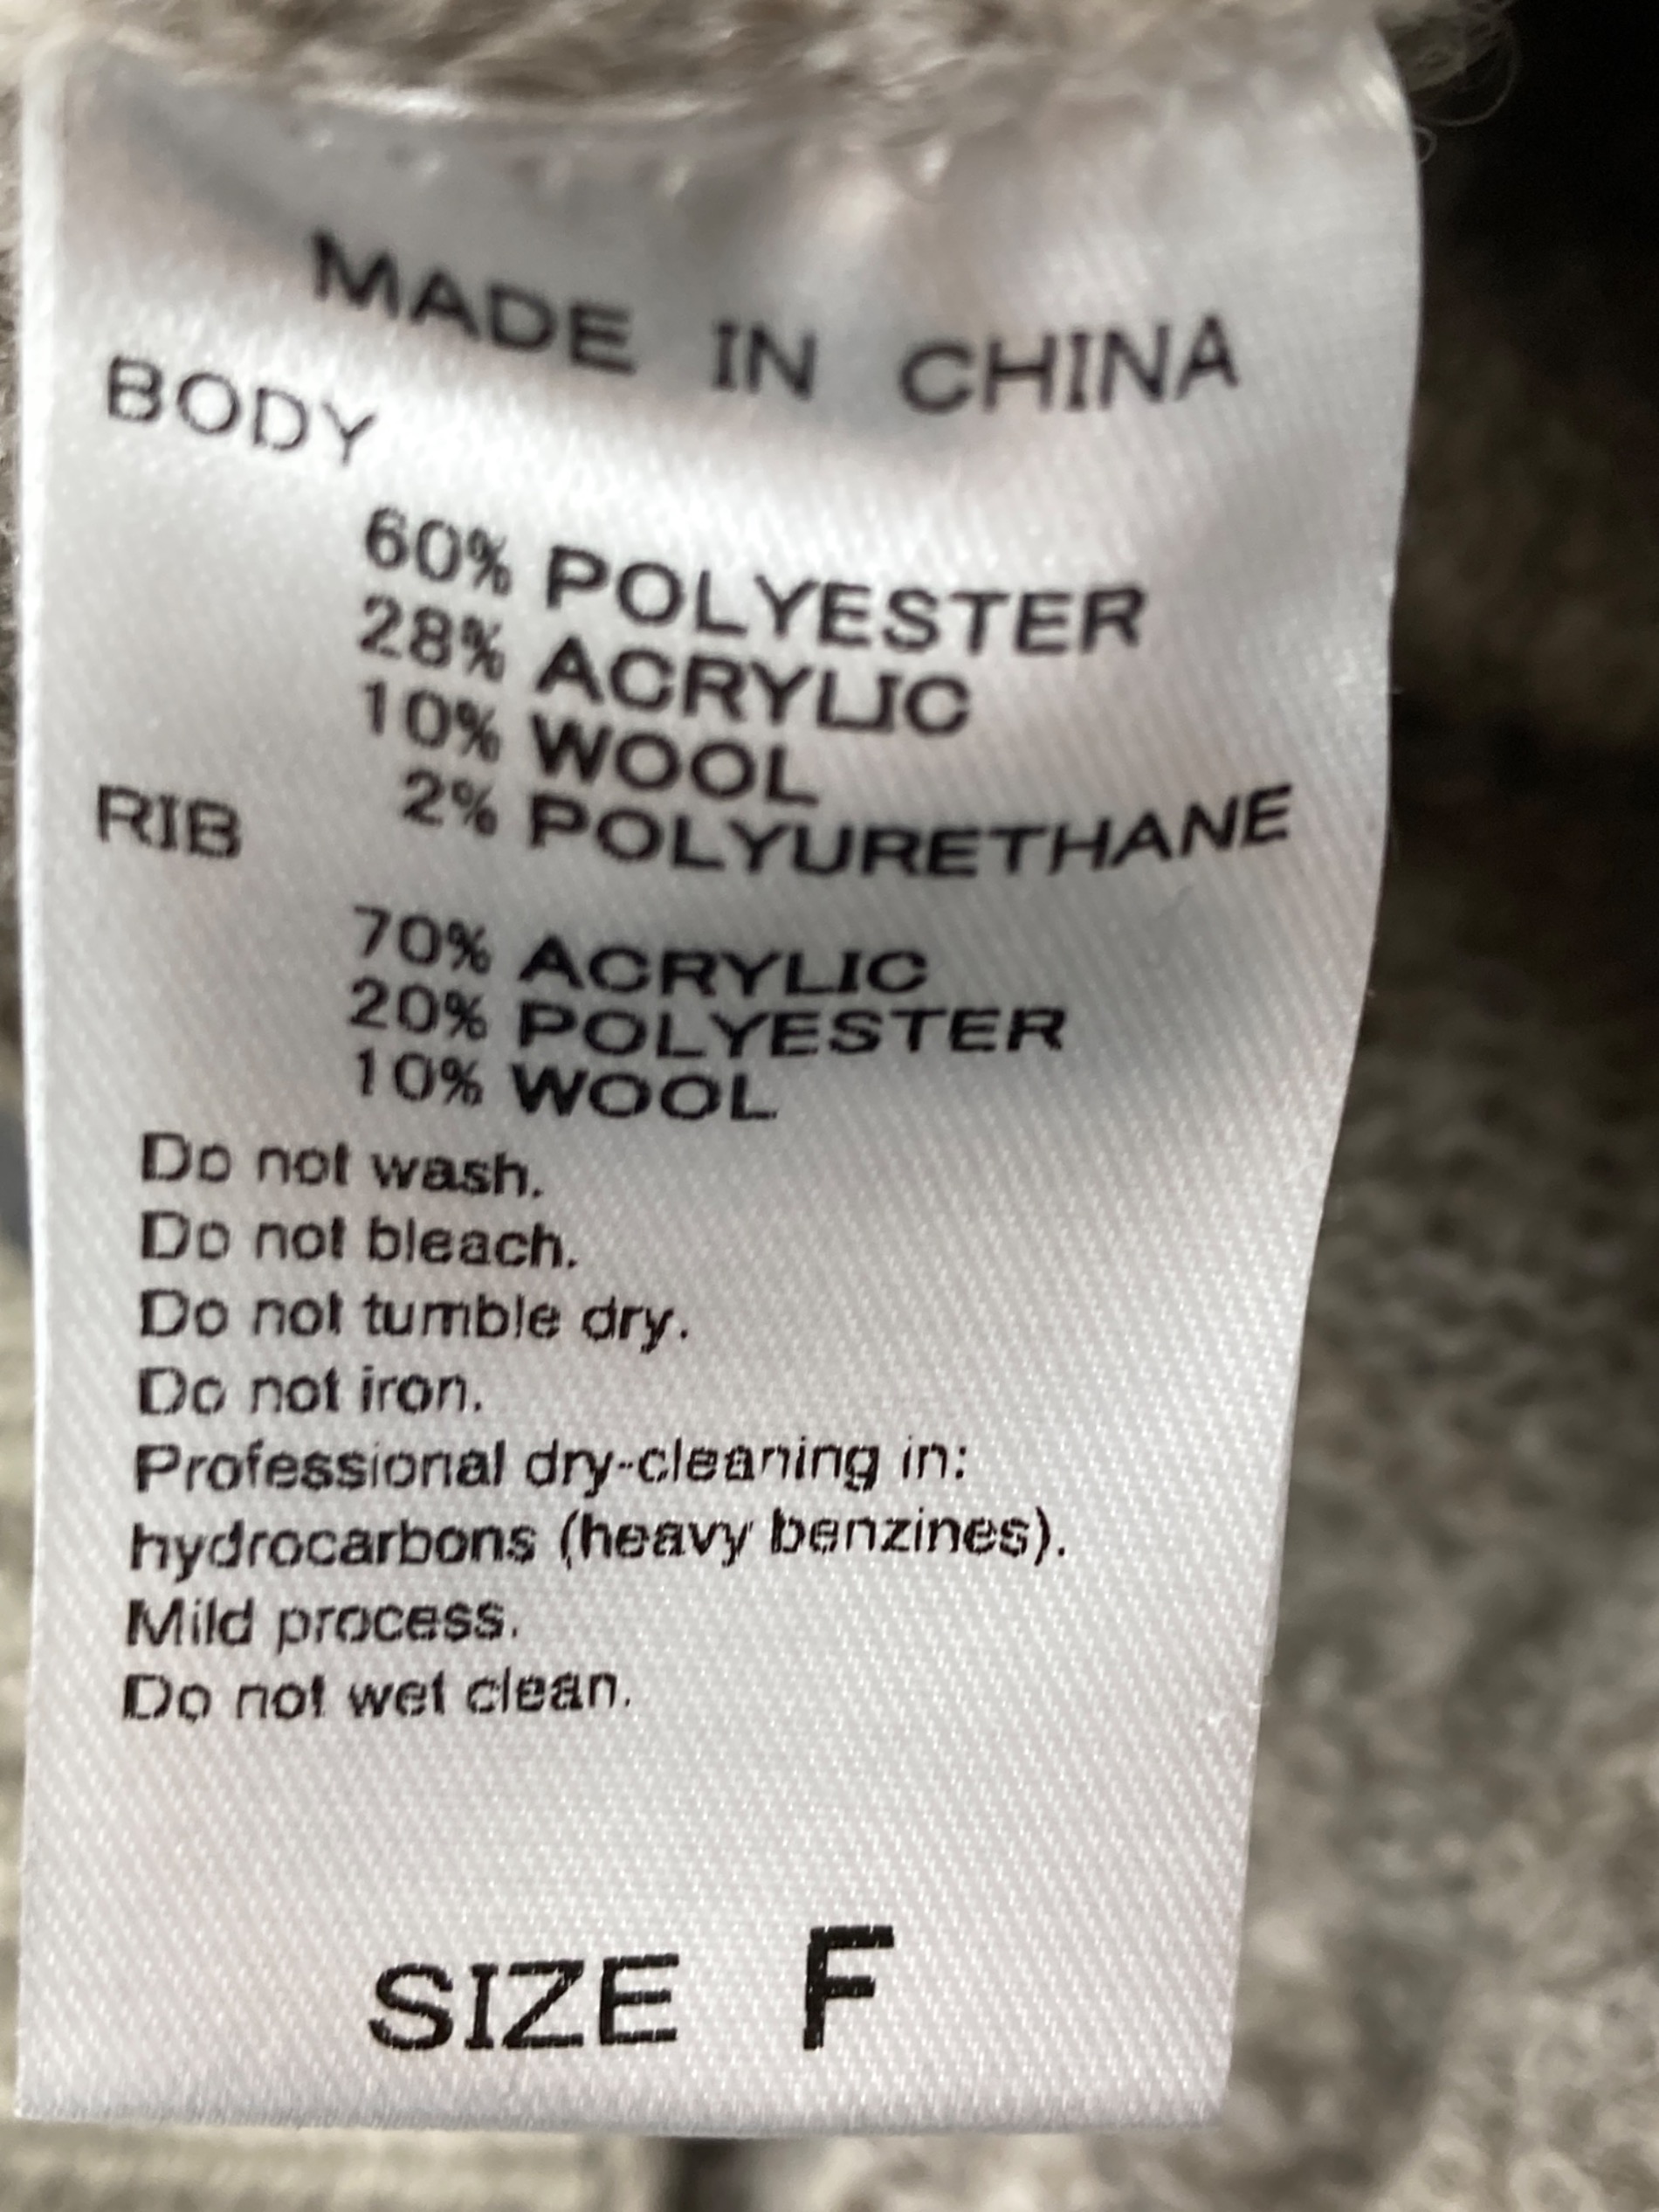 MADE IN CHINA
BODY
60% POLYESTER
28% ACRYLIC
10% WOOL
2% POLYURETHANE
RIB
70% ACRYLIC
20% POLYESTER
10% WOOL
Do not wash.
Do not bleach.
Do not tumble dry.
Do not iron.
Professional dry-cleaning in:
hydrocarbons (heavy benzines).
Mild process.
Do not wet clean.
SIZE F